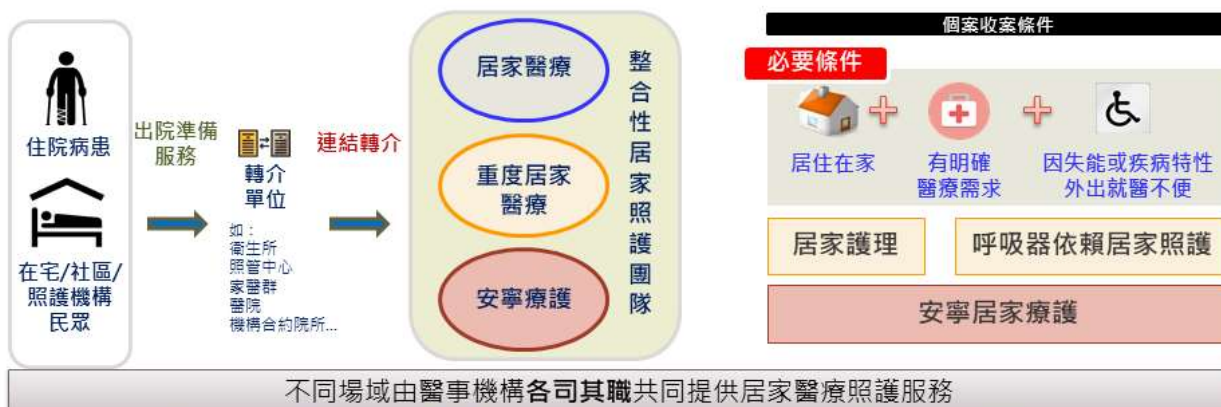 住院病患
在宅/社區/
照護機構
民眾
出院準備
服務
轉介
單位
如：
衛生所
照管中心
家醫群
醫院
機構合約院所...
連結轉介
居家醫療
重度居家
醫療
安寧療護
整合性居家照護團隊
個案收案條件
必要條件
居住在家
有明確
醫療需求
因失能或疾病特性
外出就醫不便
居家護理
呼吸器依賴居家照護
安寧居家療護
不同場域由醫事機構各司其職共同提供居家醫療照護服務